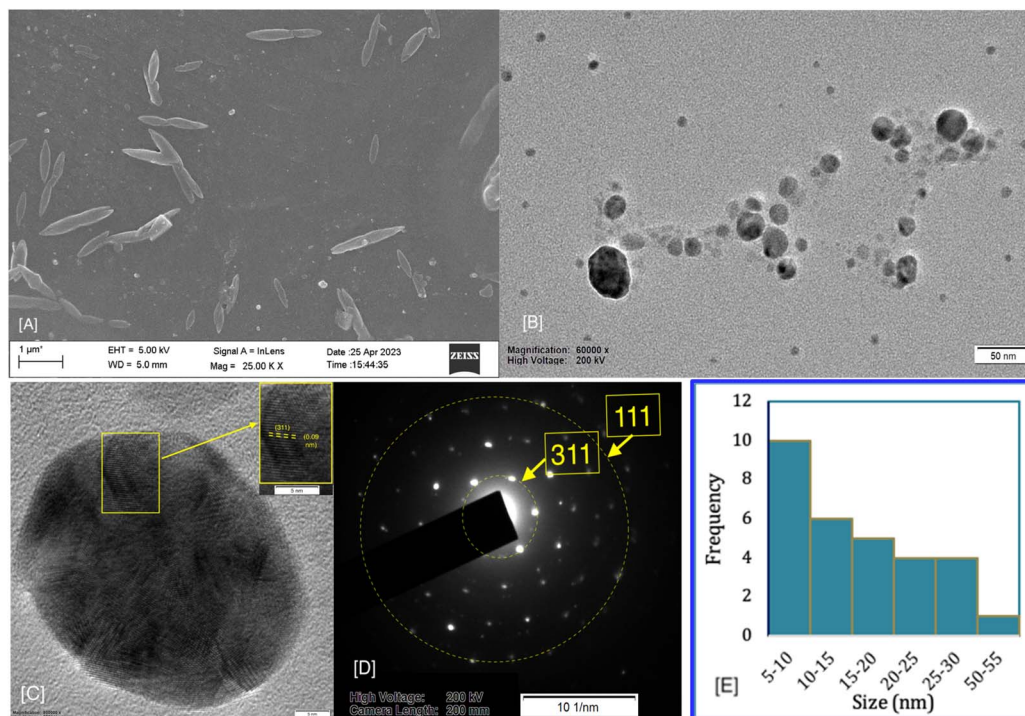 [A]
1 µm*
EHT = 5.00 kV
WD = 5.0 mm
Signal A = InLens
Mag = 25.00 K X
Date :25 Apr 2023
Time :15:44:35
ZEISS
[B]
Magnification: 60000 x
High Voltage: 200 kV
50 nm
(311)
(0.09
nm)
5 nm
[C]
111
311
[D]
High Voltage: 200 kV
Camera Length: 200 mm
10 1/nm
Frequency
12
10
8
6
4
2
0
5-10
10-15
15-20
20-25
25-30
50-55
Size (nm)
[E]